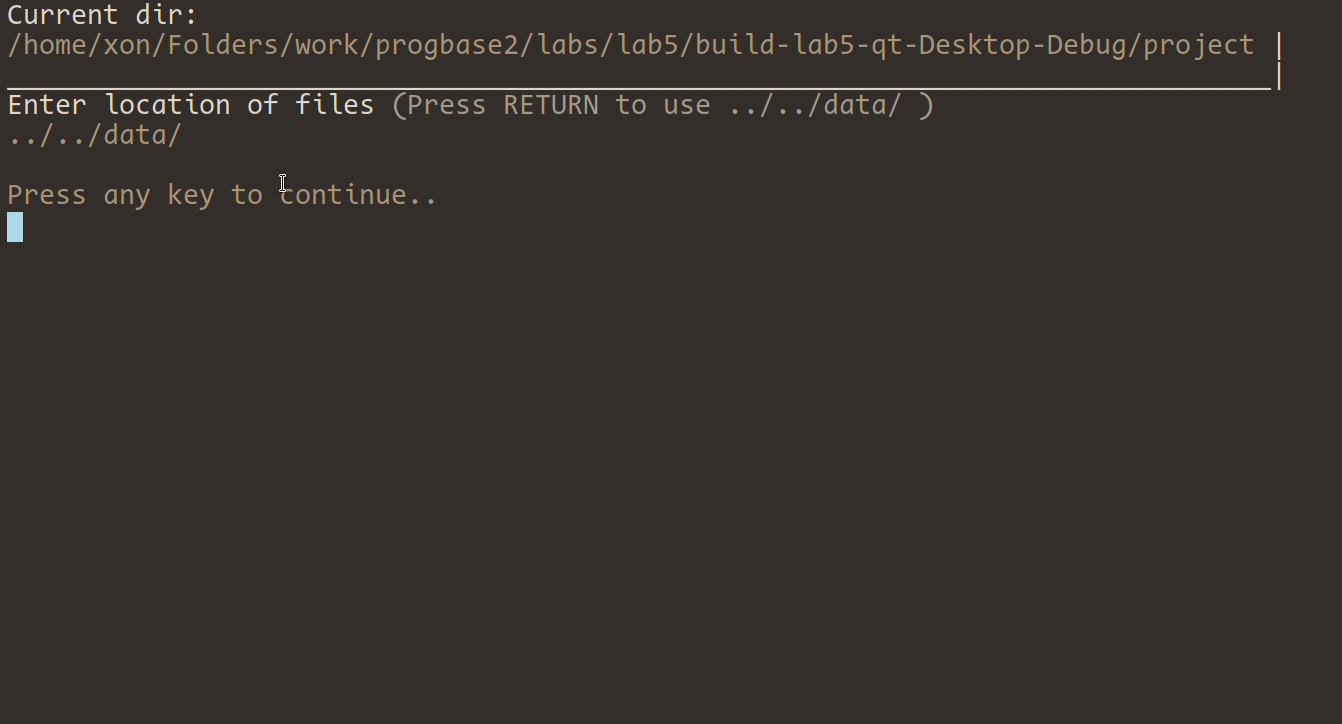 Current dir:
/home/xon/Folders/work/progbase2/labs/lab5/build-lab5-qt-Desktop-Debug/project |
_______________________________________________________________________________|
Enter location of files (Press RETURN to use ../../data/ )
../../data/
Press any key to continue..